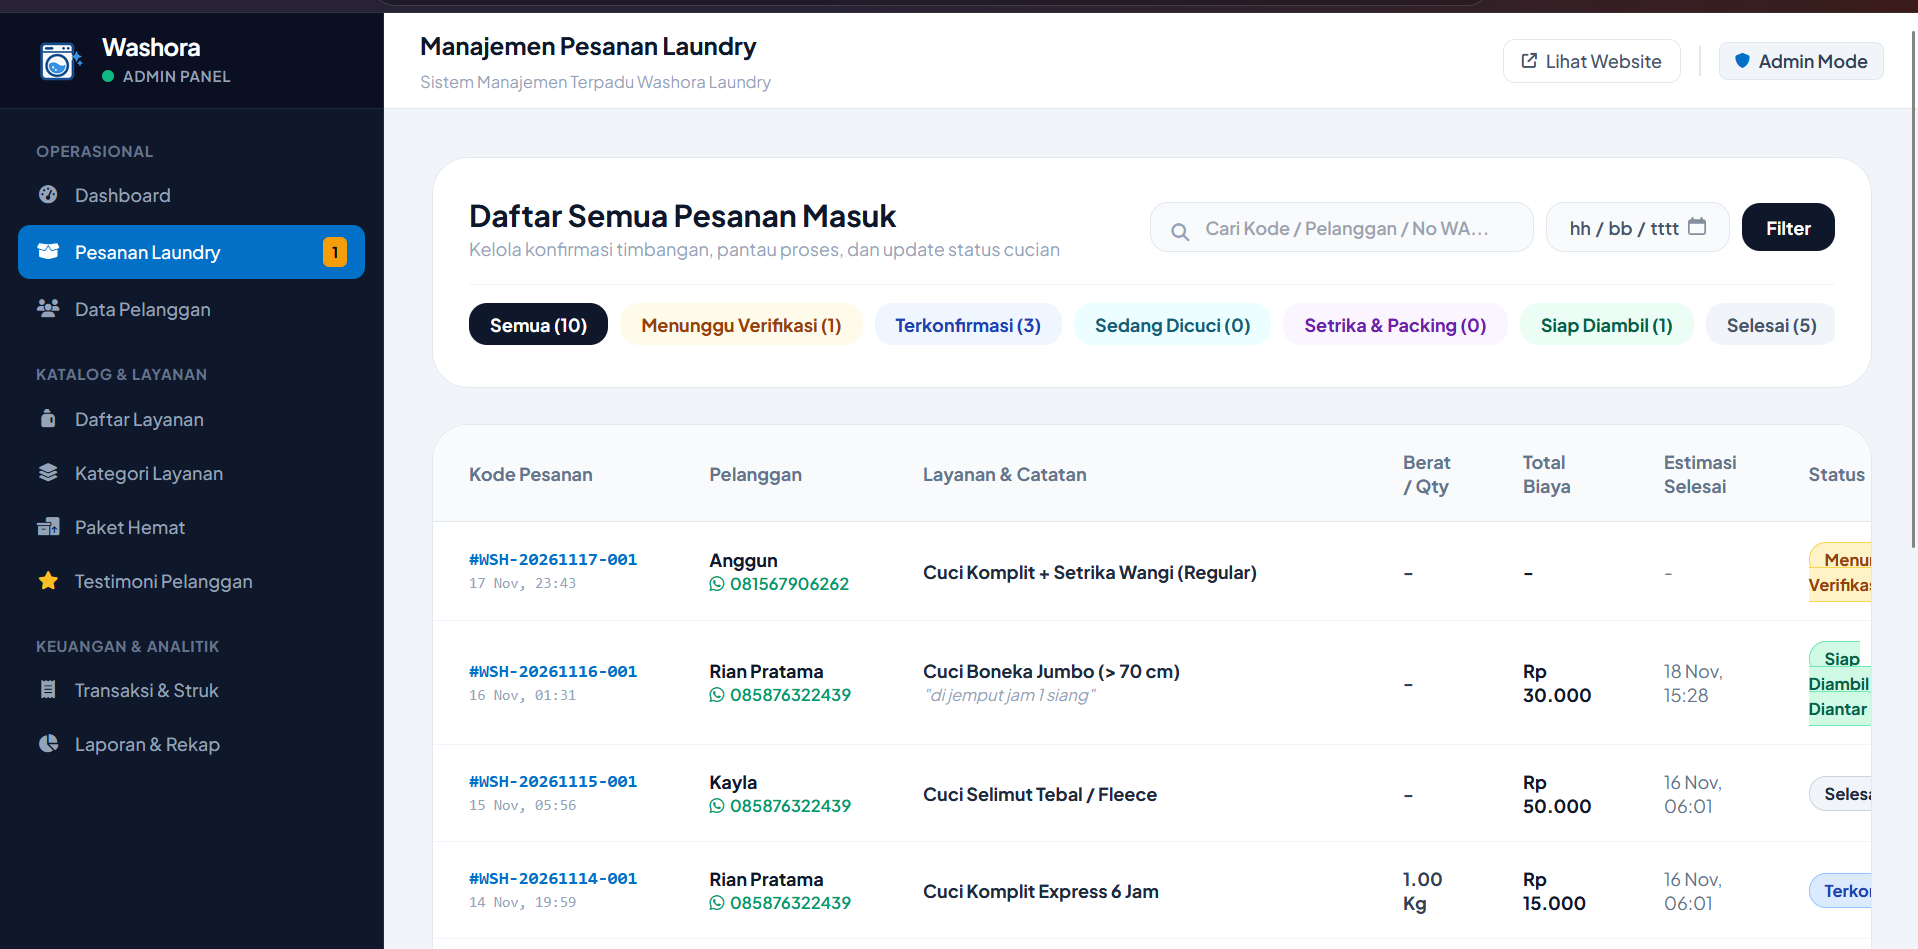 Washora
ADMIN PANEL
OPERASIONAL
Dashboard
Pesanan Laundry 1
Data Pelanggan
KATALOG & LAYANAN
Daftar Layanan
Kategori Layanan
Paket Hemat
Testimoni Pelanggan
KEUANGAN & ANALITIK
Transaksi & Struk
Laporan & Rekap
Manajemen Pesanan Laundry
Sistem Manajemen Terpadu Washora Laundry
Lihat Website
Admin Mode
Daftar Semua Pesanan Masuk
Kelola konfirmasi timbangan, pantau proses, dan update status cucian
Cari Kode / Pelanggan / No WA...
hh / bb / tttt
Filter
Semua (10) Menunggu Verifikasi (1) Terkonfirmasi (3) Sedang Dicuci (0) Setrika & Packing (0) Siap Diambil (1) Selesai (5)
Kode Pesanan Pelanggan Layanan & Catatan Berat / Qty Total Biaya Estimasi Selesai Status
#WSH-20261117-001
17 Nov, 23:43
Anggun
081567906262
Cuci Komplit + Setrika Wangi (Regular)
-
-
-
Menun
Verifikas
#WSH-20261116-001
16 Nov, 01:31
Rian Pratama
085876322439
Cuci Boneka Jumbo (> 70 cm)
"di jemput jam 1 siang"
-
Rp
30.000
18 Nov,
15:28
Siap
Diambil
Diantar
#WSH-20261115-001
15 Nov, 05:56
Kayla
085876322439
Cuci Selimut Tebal / Fleece
-
Rp
50.000
16 Nov,
06:01
Selesa
#WSH-20261114-001
14 Nov, 19:59
Rian Pratama
085876322439
Cuci Komplit Express 6 Jam
1.00
Kg
Rp
15.000
16 Nov,
06:01
Terkon